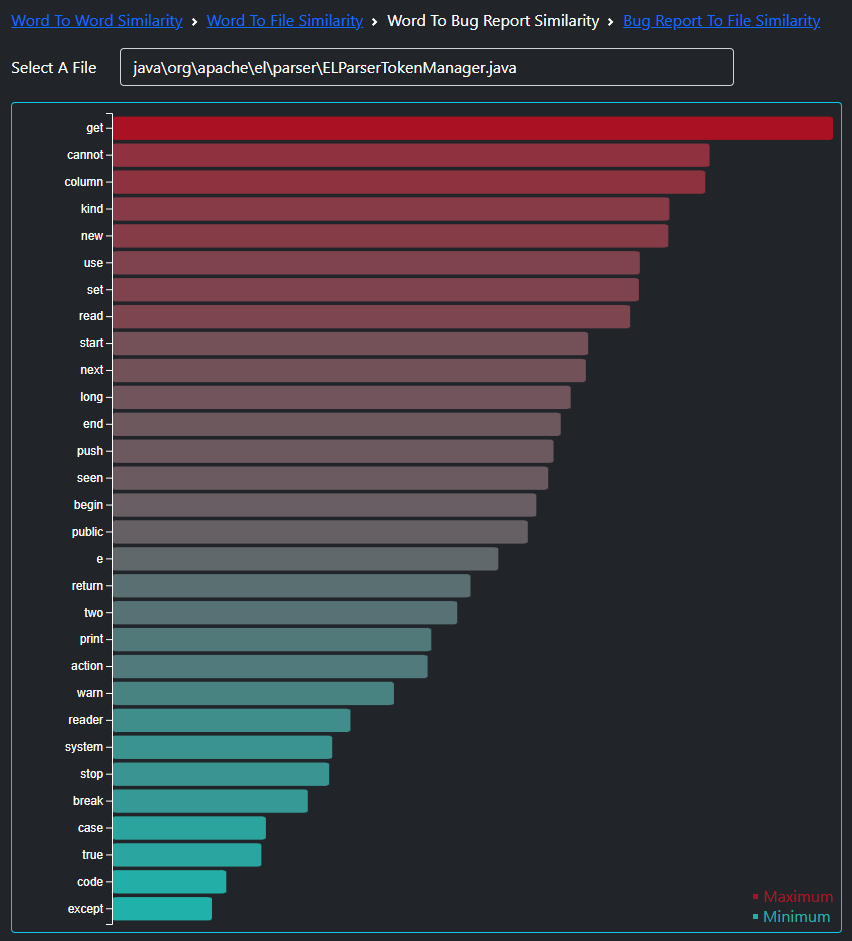 Word To Word Similarity > Word To File Similarity > Word To Bug Report Similarity > Bug Report To File Similarity
Select A File java\org\apache\el\parser\ELParserTokenManager.java
get
cannot
column
kind
new
use
set
read
start
next
long
end
push
seen
begin
public
e
return
two
print
action
warn
reader
system
stop
break
case
true
code
except
Maximum
Minimum